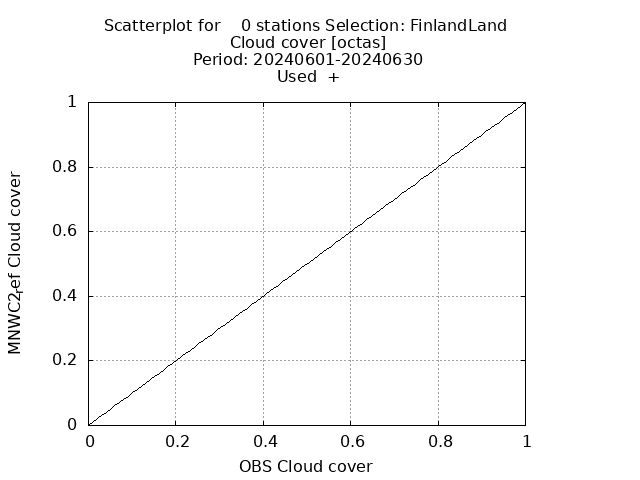 Scatterplot for    0 stations Selection: FinlandLand
Cloud cover [octas]
Period: 20240601-20240630
Used +
1
0.8
0.6
0.4
0.2
0
MNWC2ref Cloud cover
0 0.2 0.4 0.6 0.8 1
OBS Cloud cover